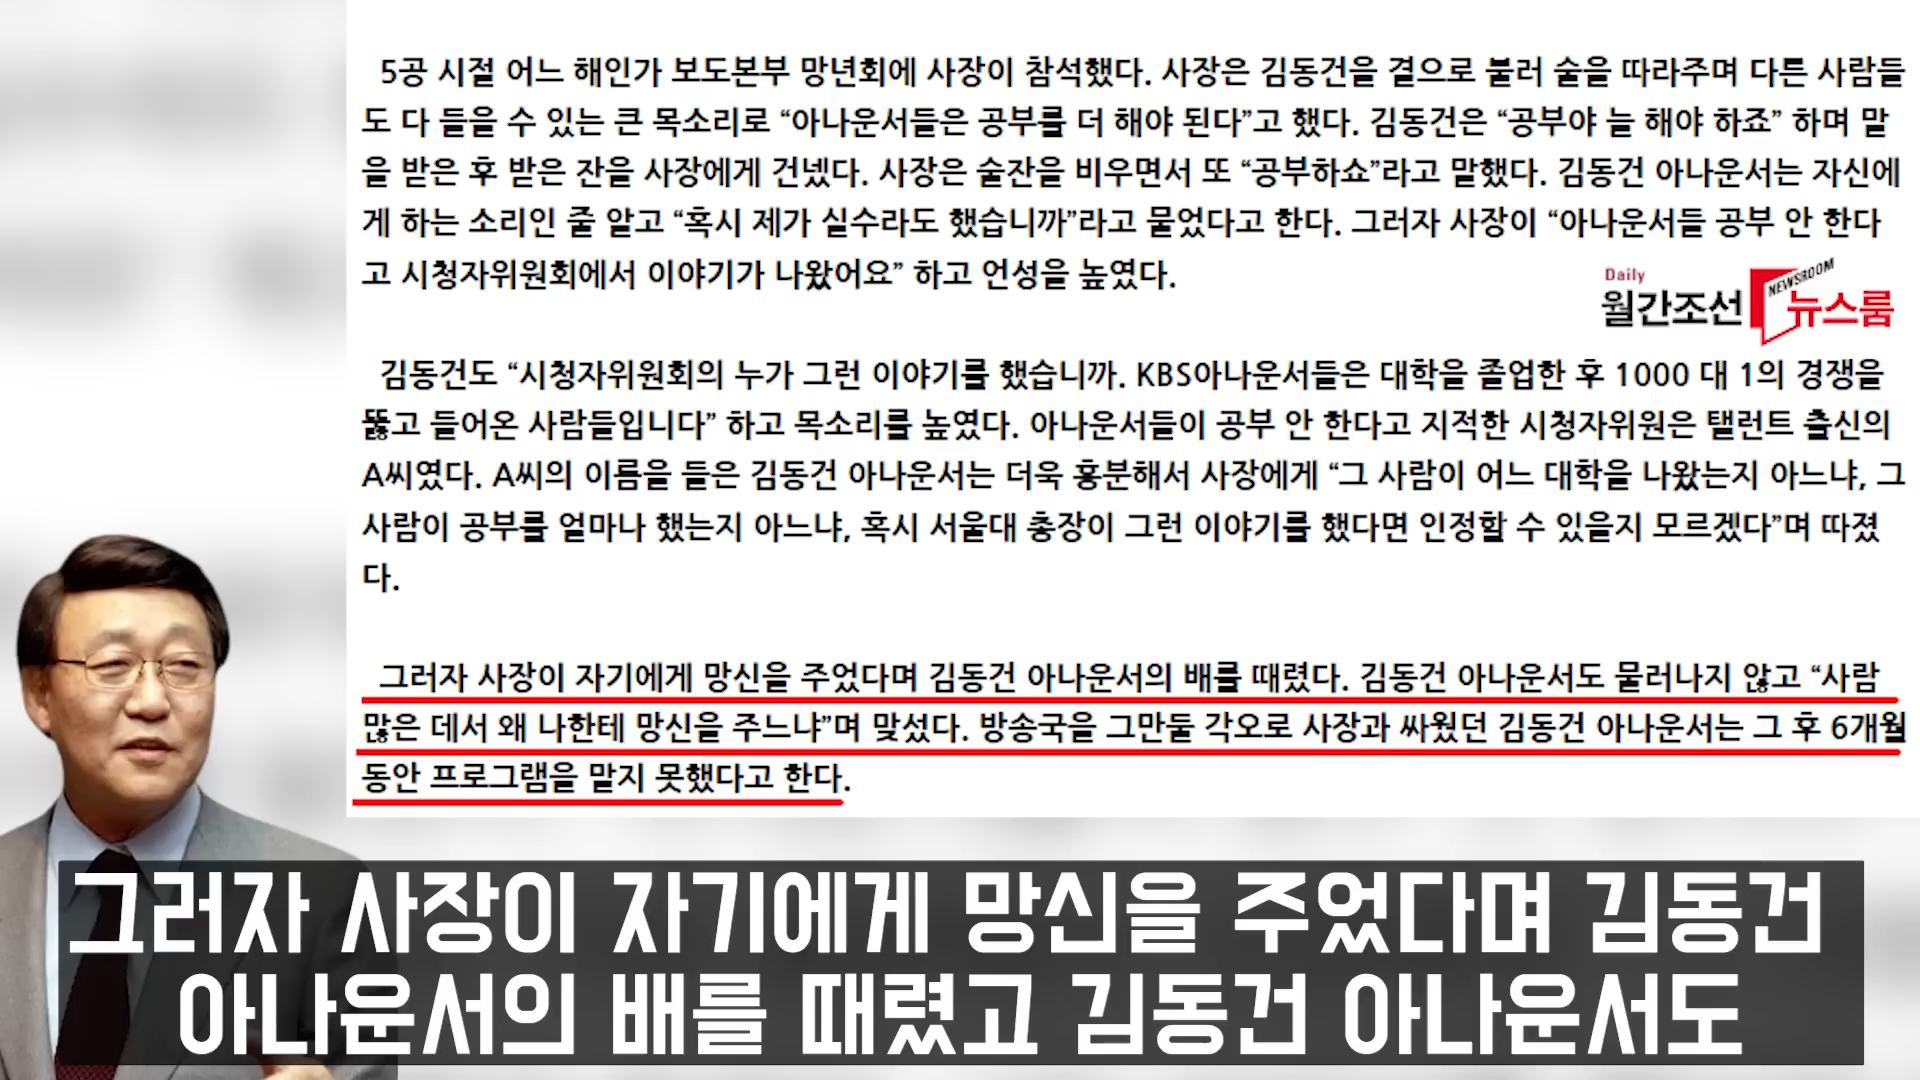 5공 시절 어느 해인가 보도본부 망년회에 사장이 참석했다. 사장은 김동건을 곁으로 불러 술을 따라주며 다른 사람들
도 다 들을 수 있는 큰 목소리로 “아나운서들은 공부를 더 해야 된다”고 했다. 김동건은 “공부야 늘 해야 하죠” 하며 말
을 받은 후 받은 잔을 사장에게 건넸다. 사장은 술잔을 비우면서 또 “공부하쇼”라고 말했다. 김동건 아나운서는 자신에
게 하는 소리인 줄 알고 “혹시 제가 실수라도 했습니까”라고 물었다고 한다. 그러자 사장이 “아나운서들 공부 안 한다
고 시청자위원회에서 이야기가 나왔어요” 하고 언성을 높였다.
Daily
월간조선
NEWSROOM
뉴스룸
김동건도 “시청자위원회의 누가 그런 이야기를 했습니까. KBS아나운서들은 대학을 졸업한 후 1000 대 1의 경쟁을
뚫고 들어온 사람들입니다” 하고 목소리를 높였다. 아나운서들이 공부 안 한다고 지적한 시청자위원은 탤런트 출신의
A씨였다. A씨의 이름을 들은 김동건 아나운서는 더욱 흥분해서 사장에게 “그 사람이 어느 대학을 나왔는지 아느냐, 그
사람이 공부를 얼마나 했는지 아느냐, 혹시 서울대 총장이 그런 이야기를 했다면 인정할 수 있을지 모르겠다”며 따졌
다.
그러자 사장이 자기에게 망신을 주었다며 김동건 아나운서의 배를 때렸다. 김동건 아나운서도 물러나지 않고 “사람
많은 데서 왜 나한테 망신을 주느냐”며 맞섰다. 방송국을 그만둘 각오로 사장과 싸웠던 김동건 아나운서는 그 후 6개월
동안 프로그램을 맡지 못했다고 한다.
그러자 사장이 자기에게 망신을 주었다며 김동건
아나운서의 배를 때렸고 김동건 아나운서도